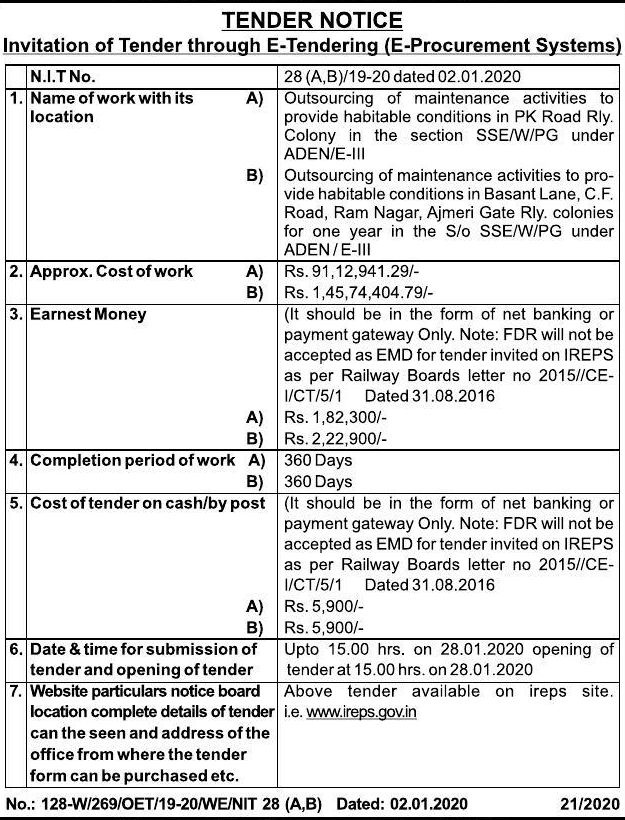 TENDER NOTICE
Invitation of Tender through E-Tendering (E-Procurement Systems)
N.I.T No. 28 (A,B)/19-20 dated 02.01.2020
1. Name of work with its A) Outsourcing of maintenance activities to
location provide habitable conditions in PK Road Rly.
Colony in the section SSE/W/PG under
ADEN/E-III
B) Outsourcing of maintenance activities to pro-
vide habitable conditions in Basant Lane, C.F.
Road, Ram Nagar, Ajmeri Gate Rly. colonies
for one year in the S/o SSE/W/PG under
ADEN / E-III
2. Approx. Cost of work A) Rs. 91,12,941.29/-
B) Rs. 1,45,74,404.79/-
3. Earnest Money (It should be in the form of net banking or
payment gateway Only. Note: FDR will not be
accepted as EMD for tender invited on IREPS
as per Railway Boards letter no 2015//CE-
I/CT/5/1 Dated 31.08.2016
A) Rs. 1,82,300/-
B) Rs. 2,22,900/-
4. Completion period of work A) 360 Days
B) 360 Days
5. Cost of tender on cash/by post (It should be in the form of net banking or
payment gateway Only. Note: FDR will not be
accepted as EMD for tender invited on IREPS
as per Railway Boards letter no 2015//CE-
I/CT/5/1 Dated 31.08.2016
A) Rs. 5,900/-
B) Rs. 5,900/-
6. Date & time for submission of Upto 15.00 hrs. on 28.01.2020 opening of
tender and opening of tender tender at 15.00 hrs. on 28.01.2020
7. Website particulars notice board Above tender available on ireps site.
location complete details of tender i.e. www.ireps.gov.in
can the seen and address of the
office from where the tender
form can be purchased etc.
No.: 128-W/269/OET/19-20/WE/NIT 28 (A,B) Dated: 02.01.2020 21/2020